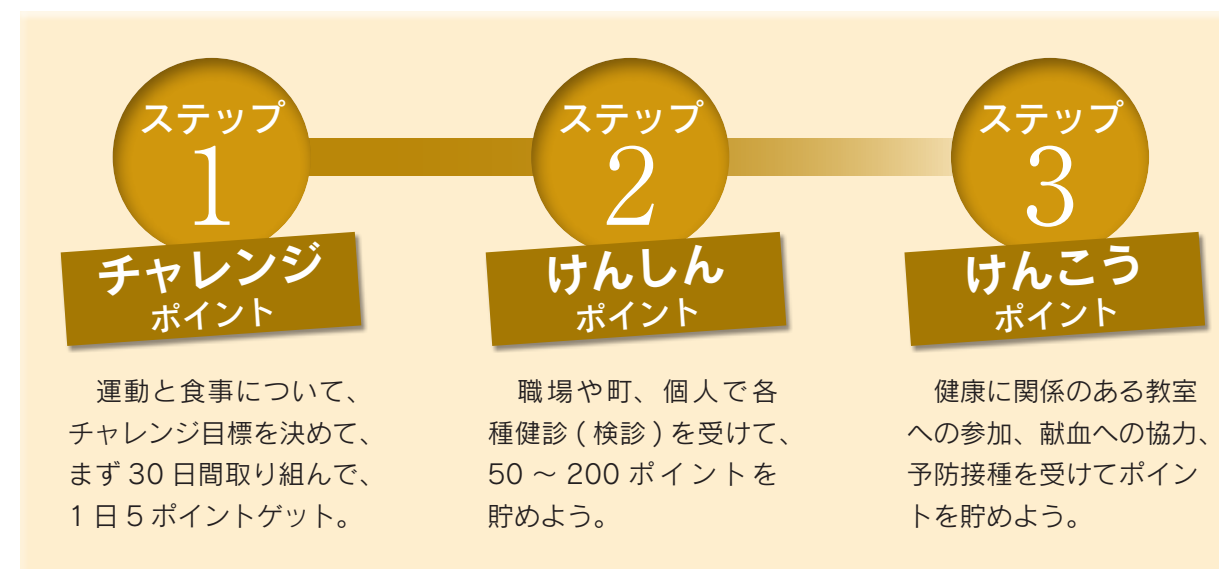 ステップ
1
チャレンジ
ポイント
運動と食事について、
チャレンジ目標を決めて、
まず 30 日間取り組んで、
1 日 5 ポイントゲット。
ステップ
2
けんしん
ポイント
職場や町、個人で各
種健診 ( 検診 ) を受けて、
50 ～ 200 ポイントを
貯めよう。
ステップ
3
けんこう
ポイント
健康に関係のある教室
への参加、献血への協力、
予防接種を受けてポイン
トを貯めよう。